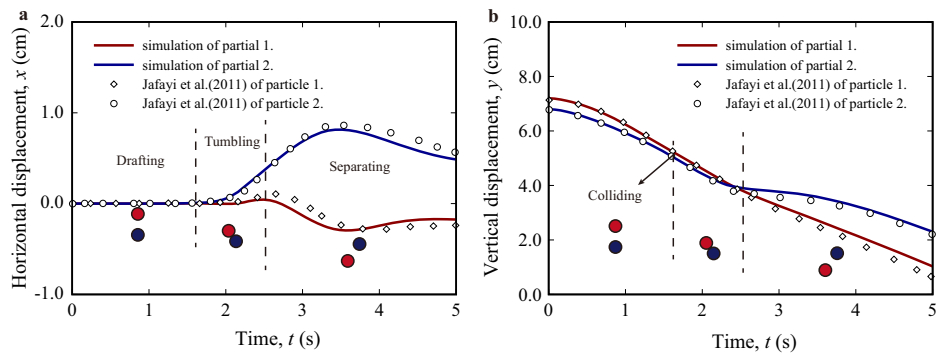 a
2.0
1.0
0.0
-1.0
0
1
2
3
4
5
Horizontal displacement, x (cm)
Time, t (s)
simulation of partial 1.
simulation of partial 2.
Jafayi et al.(2011) of particle 1.
Jafayi et al.(2011) of particle 2.
Drafting
Tumbling
Separating
b
10.0
8.0
6.0
4.0
2.0
0.0
0
1
2
3
4
5
Vertical displacement, y (cm)
Time, t (s)
simulation of partial 1.
simulation of partial 2.
Jafayi et al.(2011) of particle 1.
Jafayi et al.(2011) of particle 2.
Colliding